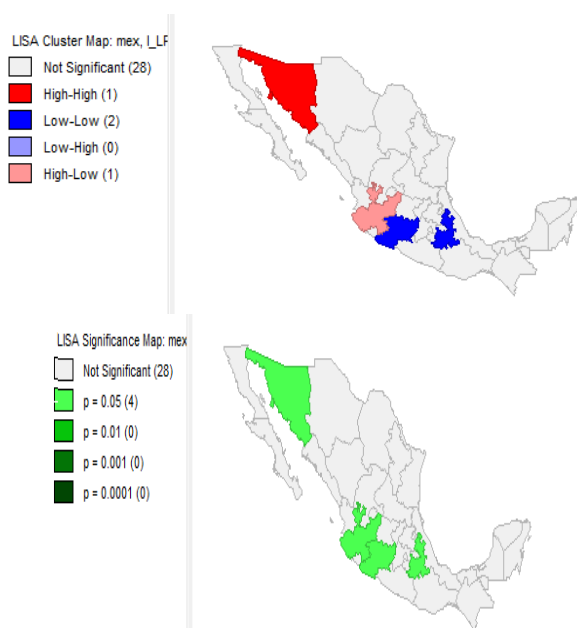 LISA Cluster Map: mex, I_LF
Not Significant (28)
High-High (1)
Low-Low (2)
Low-High (0)
High-Low (1)
LISA Significance Map: mex
Not Significant (28)
p = 0.05 (4)
p = 0.01 (0)
p = 0.001 (0)
p = 0.0001 (0)